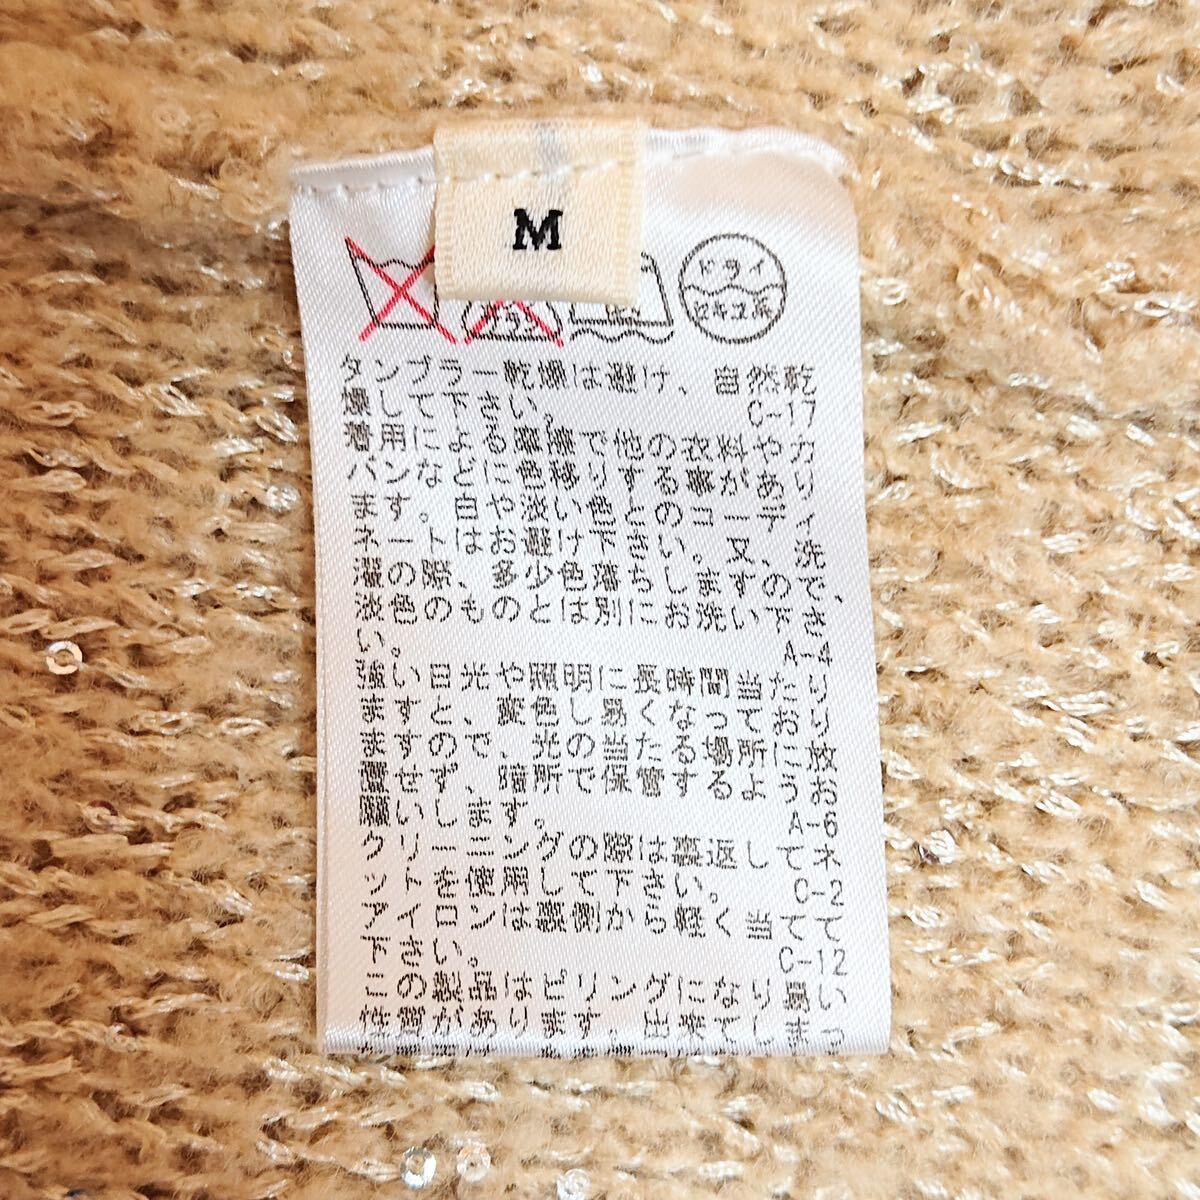 M
ドライ
セキユ系
タンブラー乾燥は避け、自然乾
燥して下さい。 C-17
着用による摩擦で他の衣料やカ
バンなどに色移りする事があり
ます。白や淡い色とのコーディ
ネートはお避け下さい。又、洗
濯の際、多少色落ちしますので、
淡色のものとは別にお洗い下さ
い。 A-4
強い日光や照明に長時間当たり
ますと、変色し易くなっており
ますので、光の当たる場所に放
置せず、暗所で保管するようお
願いします。 A-6
クリーニングの際は裏返してネ
ットを使用して下さい。 C-2
アイロンは裏側から軽く当てて
下さい。 C-12
この製品はピリングになり易い
性質があります。出来てしまっ